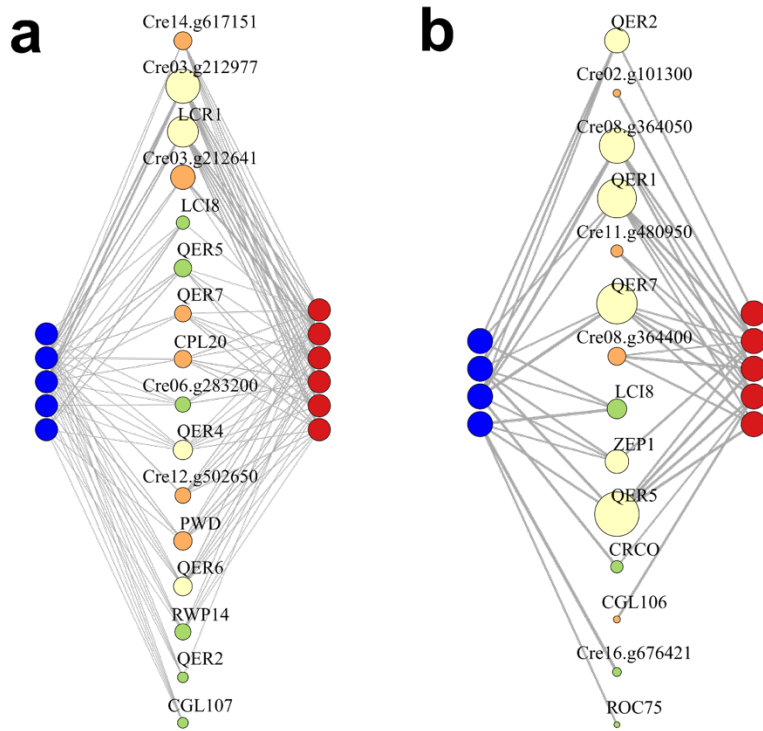 a
Cre14.g617151
Cre03.g212977
LCR1
Cre03.g212641
LCI8
QER5
QER7
CPL20
Cre06.g283200
QER4
Cre12.g502650
PWD
QER6
RWP14
QER2
CGL107
b
QER2
Cre02.g101300
Cre08.g364050
QER1
Cre11.g480950
QER7
Cre08.g364400
LCI8
ZEP1
QER5
CRCO
CGL106
Cre16.g676421
ROC75